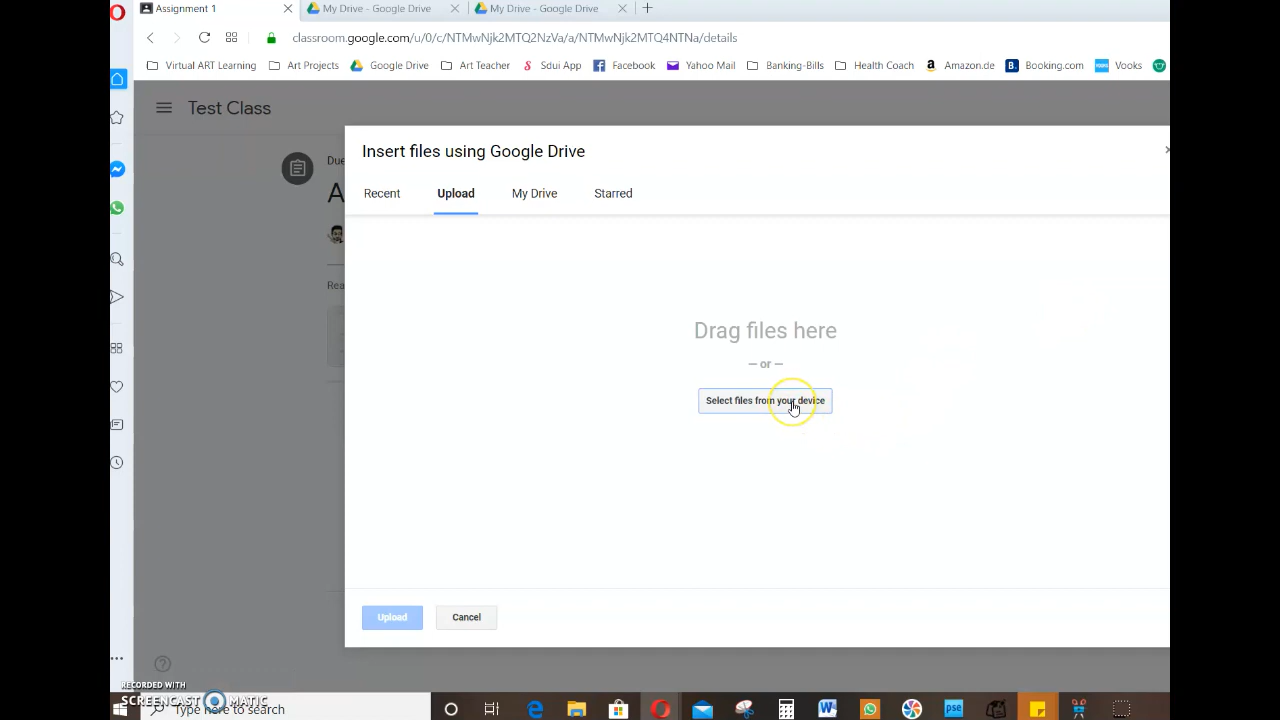 Assignment 1
My Drive - Google Drive
My Drive - Google Drive
classroom.google.com/u/0/c/NTMwNjk2MTQ2NzVa/a/NTMwNjk2MTQ4NTNa/details
Virtual ART Learning
Art Projects
Google Drive
Art Teacher
Sdui App
Facebook
Yahoo Mail
Banking-Bills
Health Coach
Amazon.de
Booking.com
Vooks
Test Class
Due
A
Rea
Insert files using Google Drive
Recent
Upload
My Drive
Starred
Drag files here
— or —
Select files from your device
Upload
Cancel
RECORDED WITH
SCREENCAST MATIC
Type here to search
pse